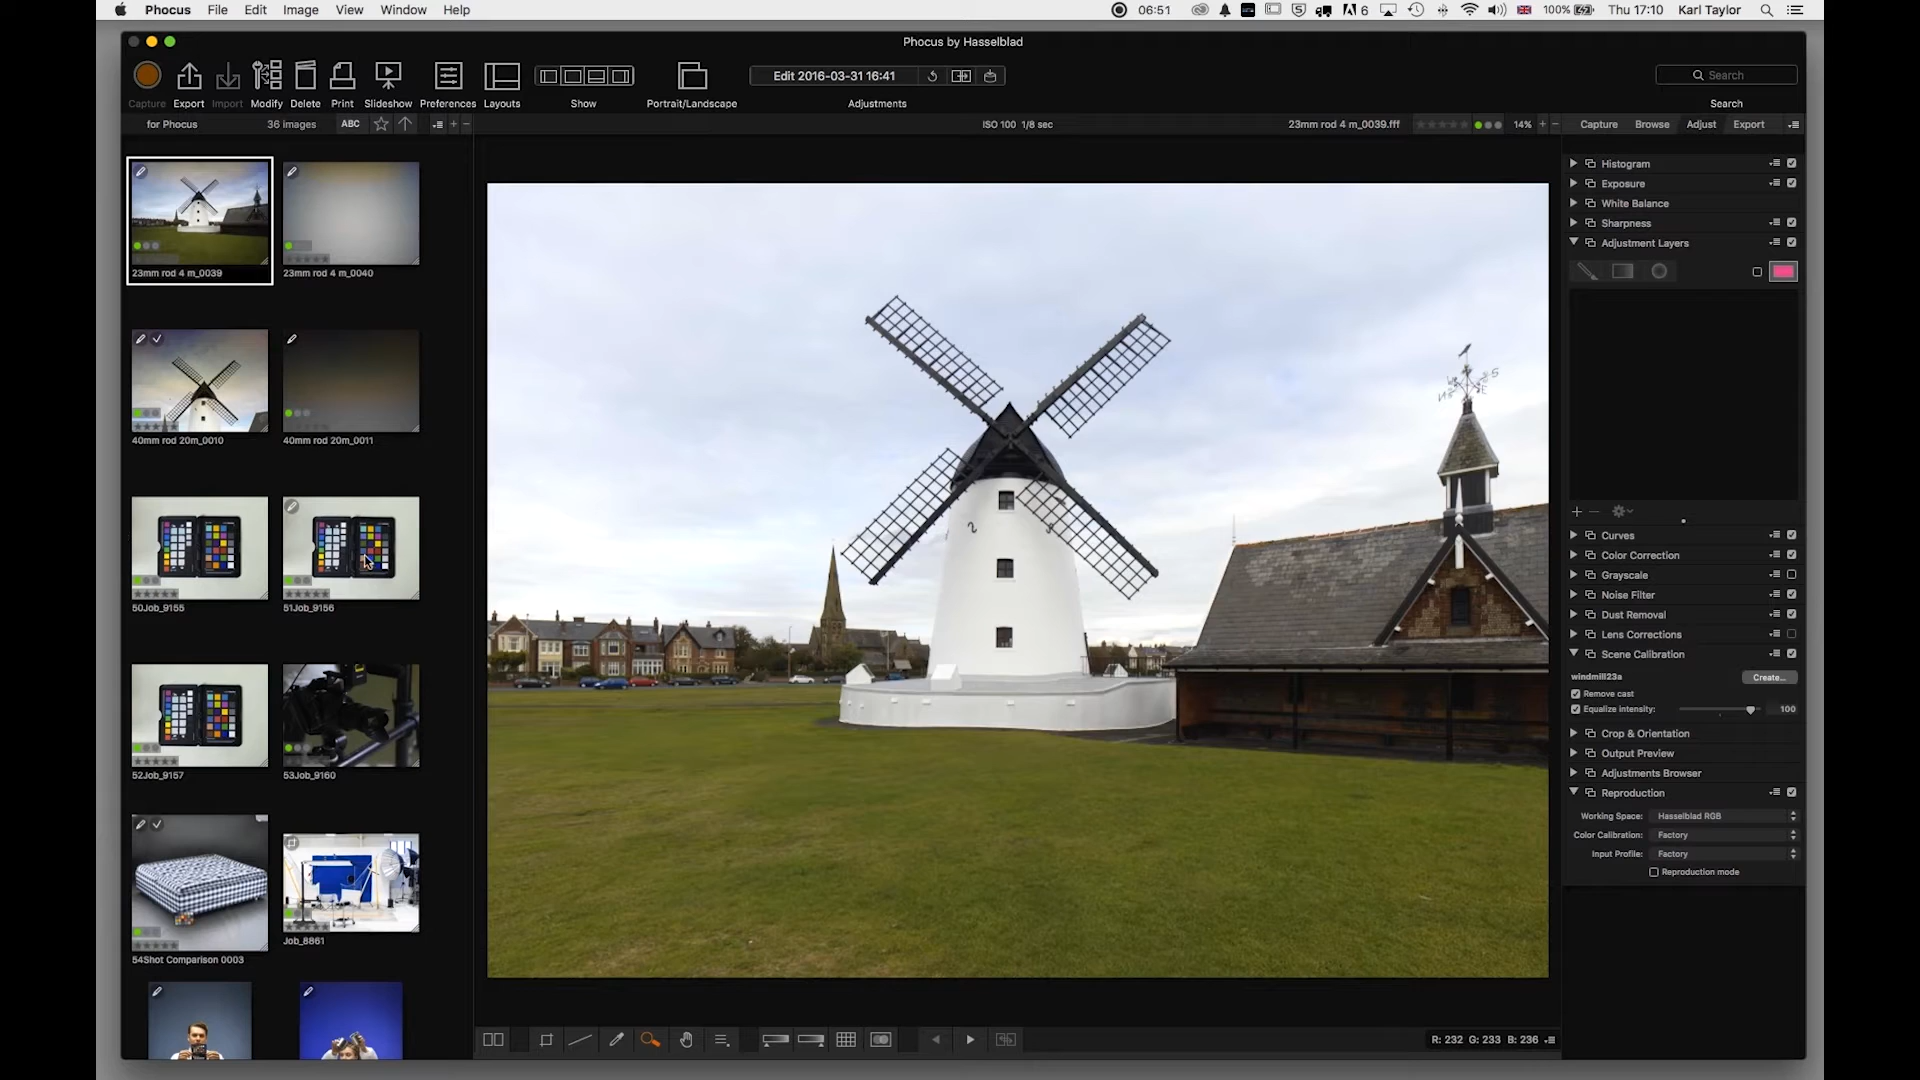 Phocus File Edit Image View Window Help 06:51 6 100% Thu 17:10 Karl Taylor
Phocus by Hasselblad
Edit 2016-03-31 16:41 Search
Capture Export Import Modify Delete Print Slideshow Preferences Layouts Show Portrait/Landscape Adjustments Search
for Phocus 36 images ABC ISO 100 1/8 sec 23mm rod 4 m_0039.fff 14% + - Capture Browse Adjust Export
Histogram
Exposure
White Balance
Sharpness
Adjustment Layers
23mm rod 4 m_0039 23mm rod 4 m_0040
40mm rod 20m_0010 40mm rod 20m_0011
Curves
Color Correction
Grayscale
Noise Filter
50Job_9155 51Job_9156
Dust Removal
Lens Corrections
Scene Calibration
windmill23a Create...
Remove cast
Equalize intensity: 100
Crop & Orientation
Output Preview
52Job_9157 53Job_9160
Adjustments Browser
Reproduction
Working Space: Hasselblad RGB
Color Calibration: Factory
Input Profile: Factory
Reproduction mode
54Shot Comparison 0003 Job_8861
R: 232 G: 233 B: 236